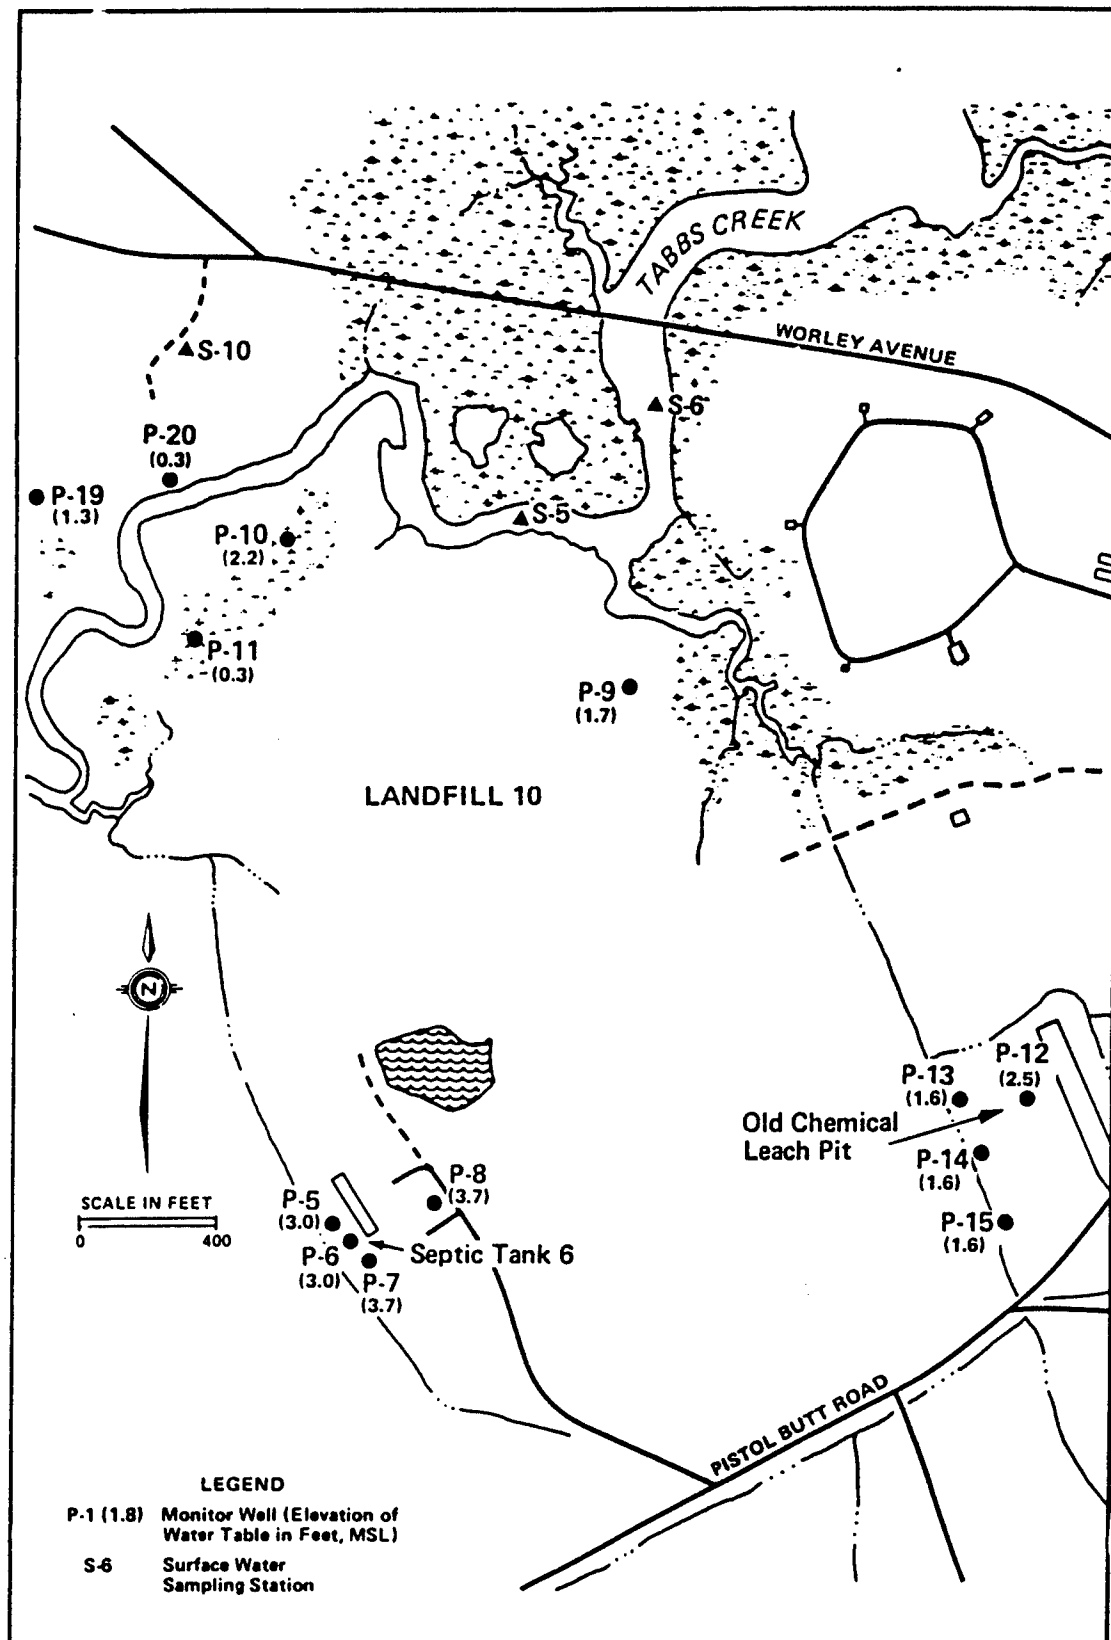 TABBS CREEK
WORLEY AVENUE
S-10
S-6
P-20
(0.3)
P-19
(1.3)
S-5
P-10
(2.2)
P-11
(0.3)
P-9
(1.7)
LANDFILL 10
N
P-12
(2.5)
P-13
(1.6)
Old Chemical
Leach Pit
P-14
(1.6)
P-8
(3.7)
SCALE IN FEET
0 400
P-5
(3.0)
P-15
(1.6)
P-6
(3.0)
Septic Tank 6
P-7
(3.7)
PISTOL BUTT ROAD
LEGEND
P-1 (1.8) Monitor Well (Elevation of
Water Table in Feet, MSL)
S-6 Surface Water
Sampling Station